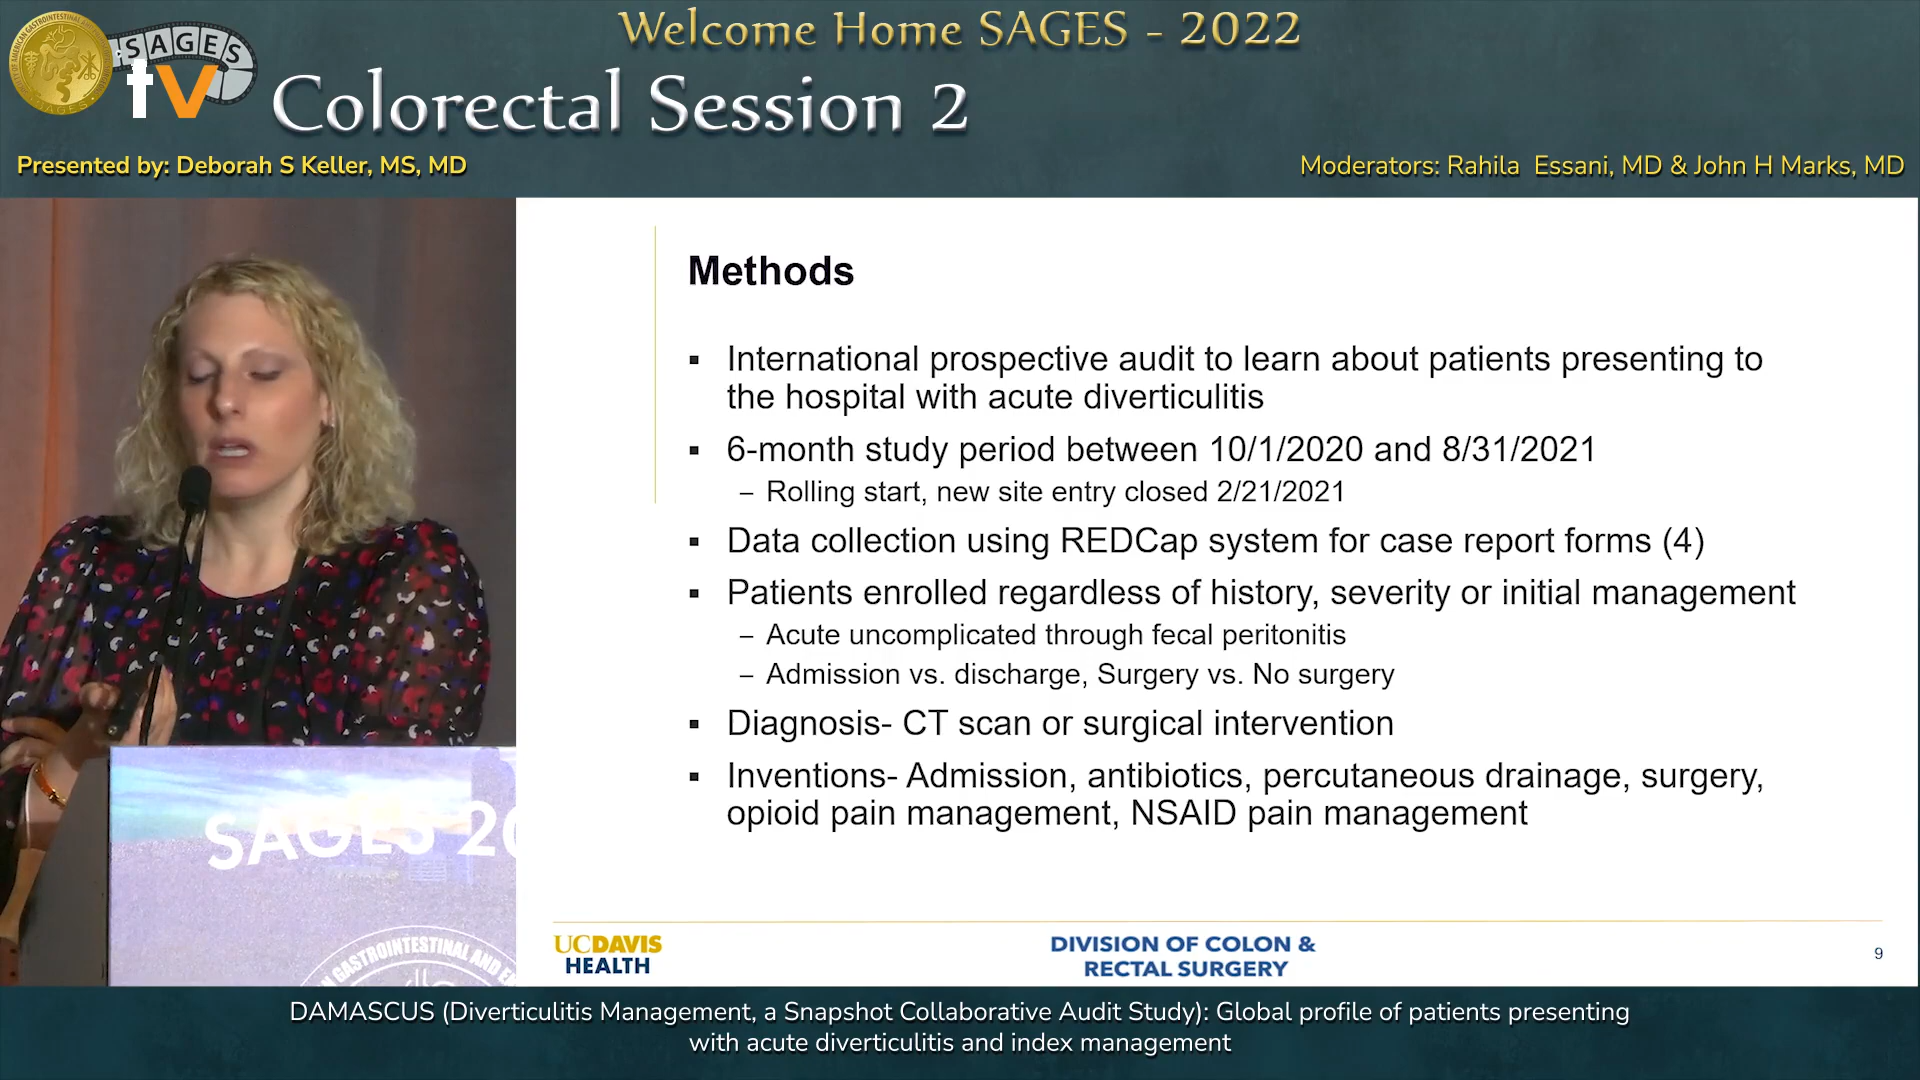 Welcome Home SAGES - 2022
SAGES
tv
Colorectal Session 2
Presented by: Deborah S Keller, MS, MD
Moderators: Rahila Essani, MD & John H Marks, MD
Methods
▪ International prospective audit to learn about patients presenting to
the hospital with acute diverticulitis
▪ 6-month study period between 10/1/2020 and 8/31/2021
– Rolling start, new site entry closed 2/21/2021
▪ Data collection using REDCap system for case report forms (4)
▪ Patients enrolled regardless of history, severity or initial management
– Acute uncomplicated through fecal peritonitis
– Admission vs. discharge, Surgery vs. No surgery
▪ Diagnosis- CT scan or surgical intervention
▪ Inventions- Admission, antibiotics, percutaneous drainage, surgery,
opioid pain management, NSAID pain management
SAGES 20
GASTROINTESTINAL AND
UCDAVIS
HEALTH
DIVISION OF COLON &
RECTAL SURGERY
9
DAMASCUS (Diverticulitis Management, a Snapshot Collaborative Audit Study): Global profile of patients presenting
with acute diverticulitis and index management